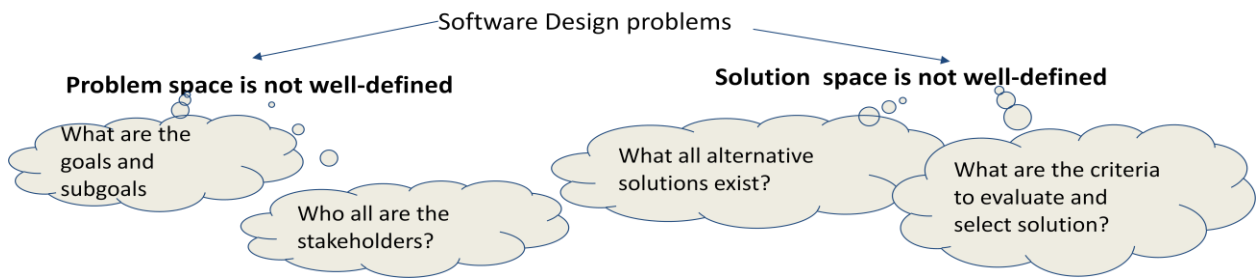 Software Design problems
Problem space is not well-defined
Solution  space is not well-defined
What are the
goals and
subgoals
Who all are the
stakeholders?
What all alternative
solutions exist?
What are the criteria
to evaluate and
select solution?